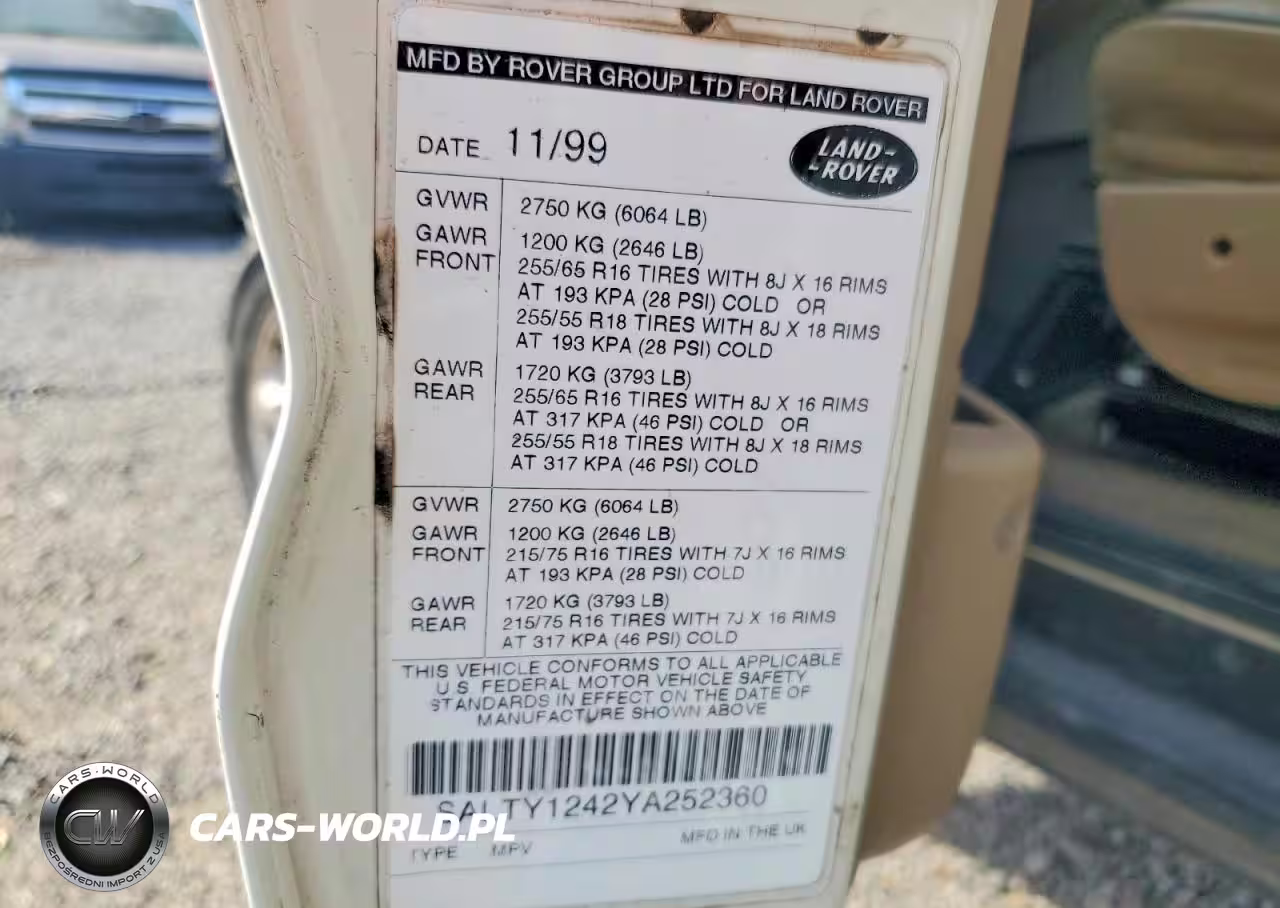 MFD BY ROVER GROUP LTD FOR LAND ROVER
DATE 11/99
LAND-
-ROVER
GVWR 2750 KG (6064 LB)
GAWR 1200 KG (2646 LB)
FRONT 255/65 R16 TIRES WITH 8J X 16 RIMS
AT 193 KPA (28 PSI) COLD OR
255/55 R18 TIRES WITH 8J X 18 RIMS
AT 193 KPA (28 PSI) COLD
GAWR 1720 KG (3793 LB)
REAR 255/65 R16 TIRES WITH 8J X 16 RIMS
AT 317 KPA (46 PSI) COLD OR
255/55 R18 TIRES WITH 8J X 18 RIMS
AT 317 KPA (46 PSI) COLD
GVWR 2750 KG (6064 LB)
GAWR 1200 KG (2646 LB)
FRONT 215/75 R16 TIRES WITH 7J X 16 RIMS
AT 193 KPA (28 PSI) COLD
GAWR 1720 KG (3793 LB)
REAR 215/75 R16 TIRES WITH 7J X 16 RIMS
AT 317 KPA (46 PSI) COLD
THIS VEHICLE CONFORMS TO ALL APPLICABLE
U.S. FEDERAL MOTOR VEHICLE SAFETY
STANDARDS IN EFFECT ON THE DATE OF
MANUFACTURE SHOWN ABOVE
SALTY1242YA252360
TYPE MPV MFD IN THE UK
CARS-WORLD
CW
BEZPOŚREDNI IMPORT Z USA
CARS-WORLD.PL